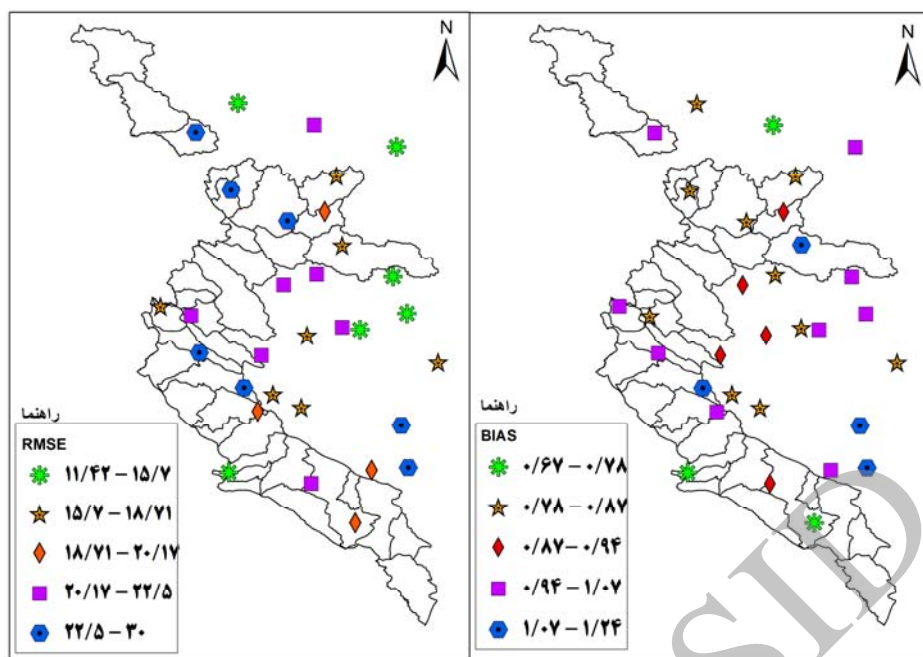 N
راهنما
RMSE
۱۱/۴۲ – ۱۵/۷
۱۵/۷ – ۱۸/۷۱
۱۸/۷۱ – ۲۰/۱۷
۲۰/۱۷ – ۲۲/۵
۲۲/۵ – ۳۰
N
راهنما
BIAS
۰/۶۷ – ۰/۷۸
۰/۷۸ – ۰/۸۷
۰/۸۷ – ۰/۹۴
۰/۹۴ – ۱/۰۷
۱/۰۷ – ۱/۲۴
SID